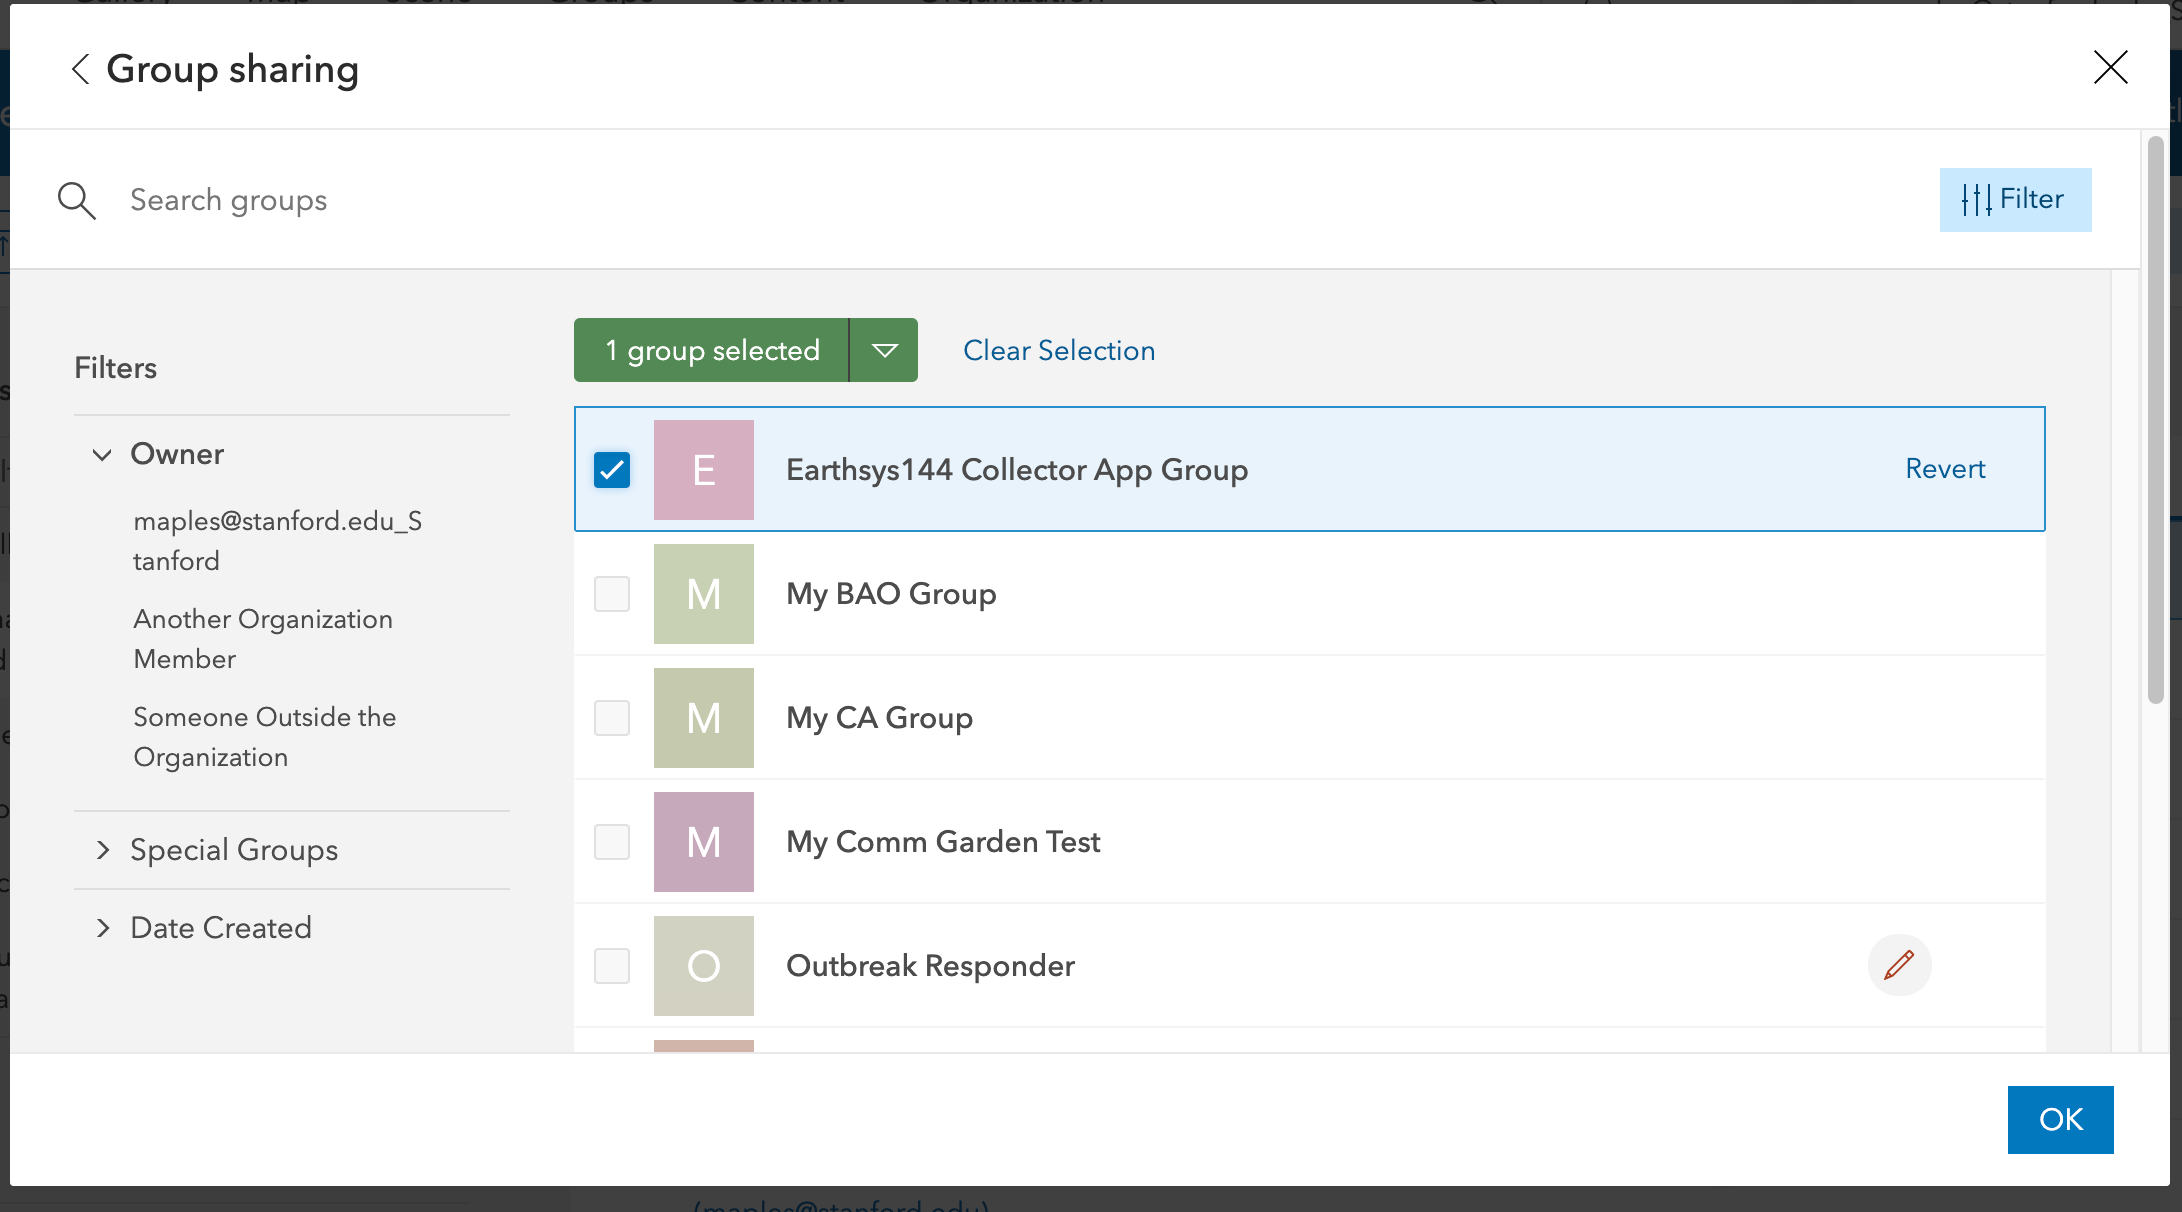 Group sharing
Search groups
Filter
Filters
Owner
maples@stanford.edu_S
tanford
Another Organization
Member
Someone Outside the
Organization
Special Groups
Date Created
1 group selected
Clear Selection
E
Earthsys144 Collector App Group
Revert
M
My BAO Group
M
My CA Group
M
My Comm Garden Test
O
Outbreak Responder
OK
(maples@stanford.edu)